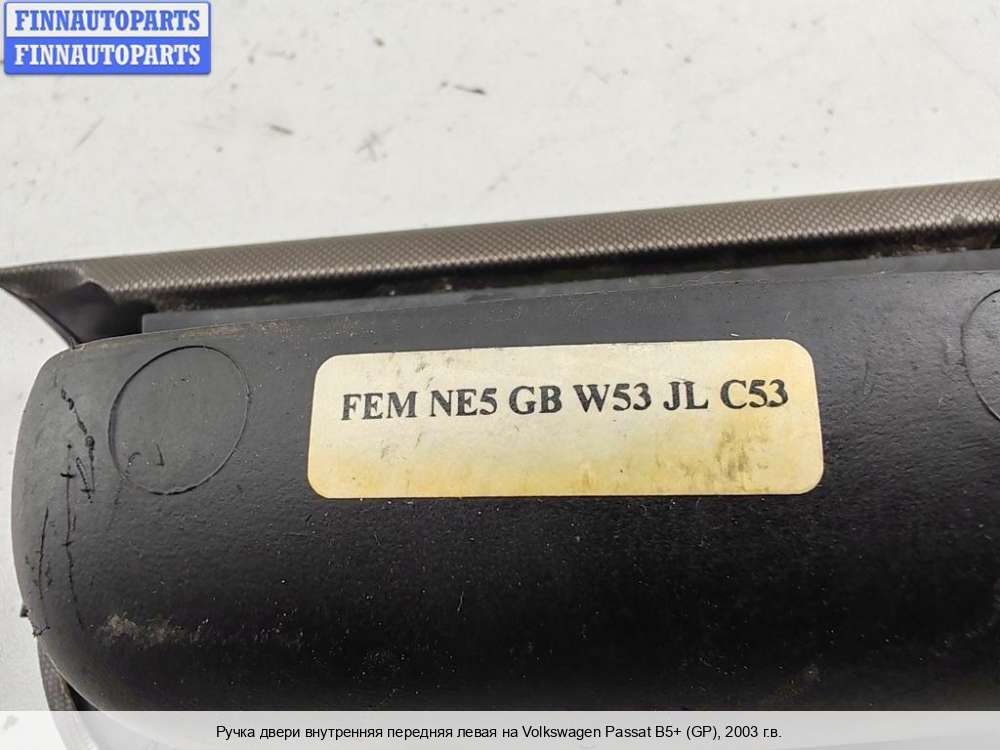 FINNAUTOPARTS
FINNAUTOPARTS
FEM NE5 GB W53 JL C53
Ручка двери внутренняя передняя левая на Volkswagen Passat B5+ (GP), 2003 г.в.